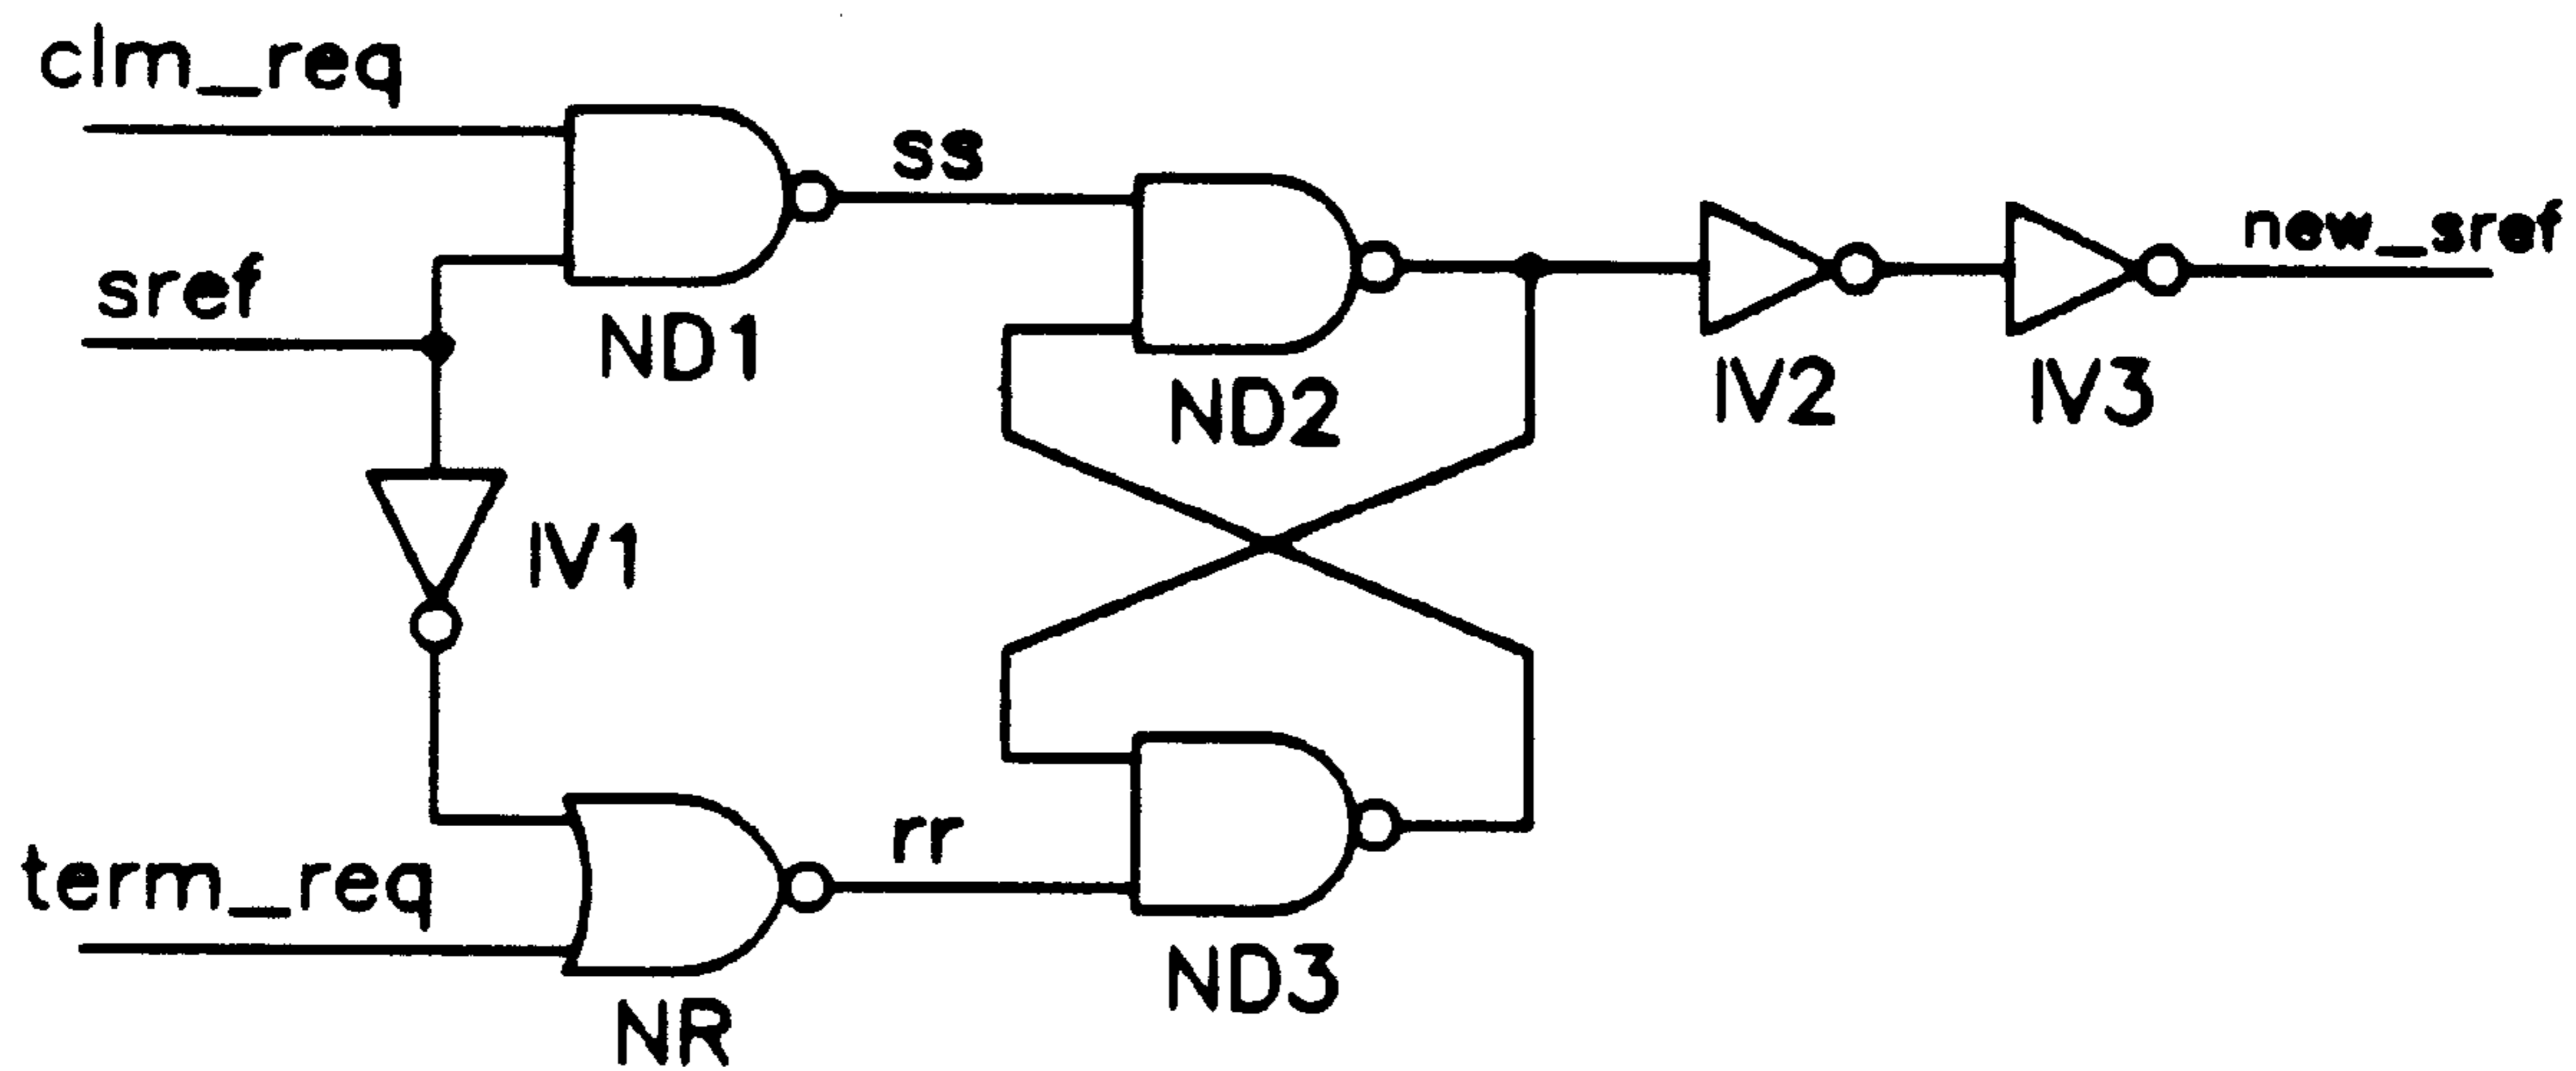 clm_req
ss
new_sref
sref
ND1
ND2
IV2
IV3
IV1
term_req
rr
ND3
NR